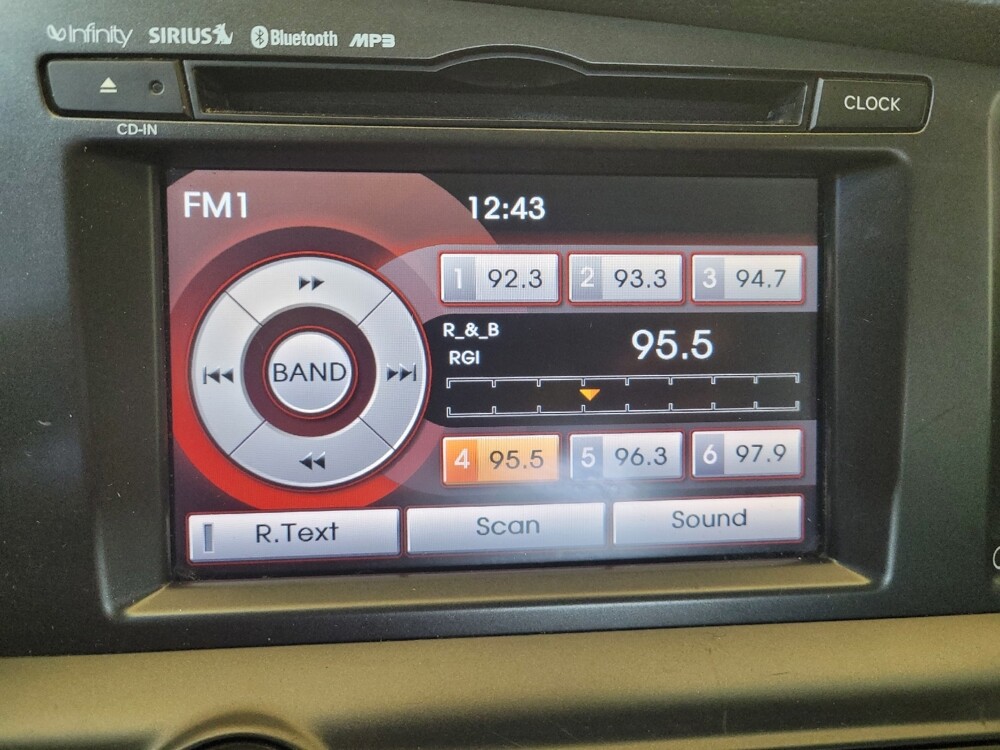 Infinity SIRIUS Bluetooth MP3
CD-IN
CLOCK
FM1
12:43
1 92.3 2 93.3 3 94.7
R_&_B
RGI
95.5
BAND
4 95.5 5 96.3 6 97.9
R.Text Scan Sound